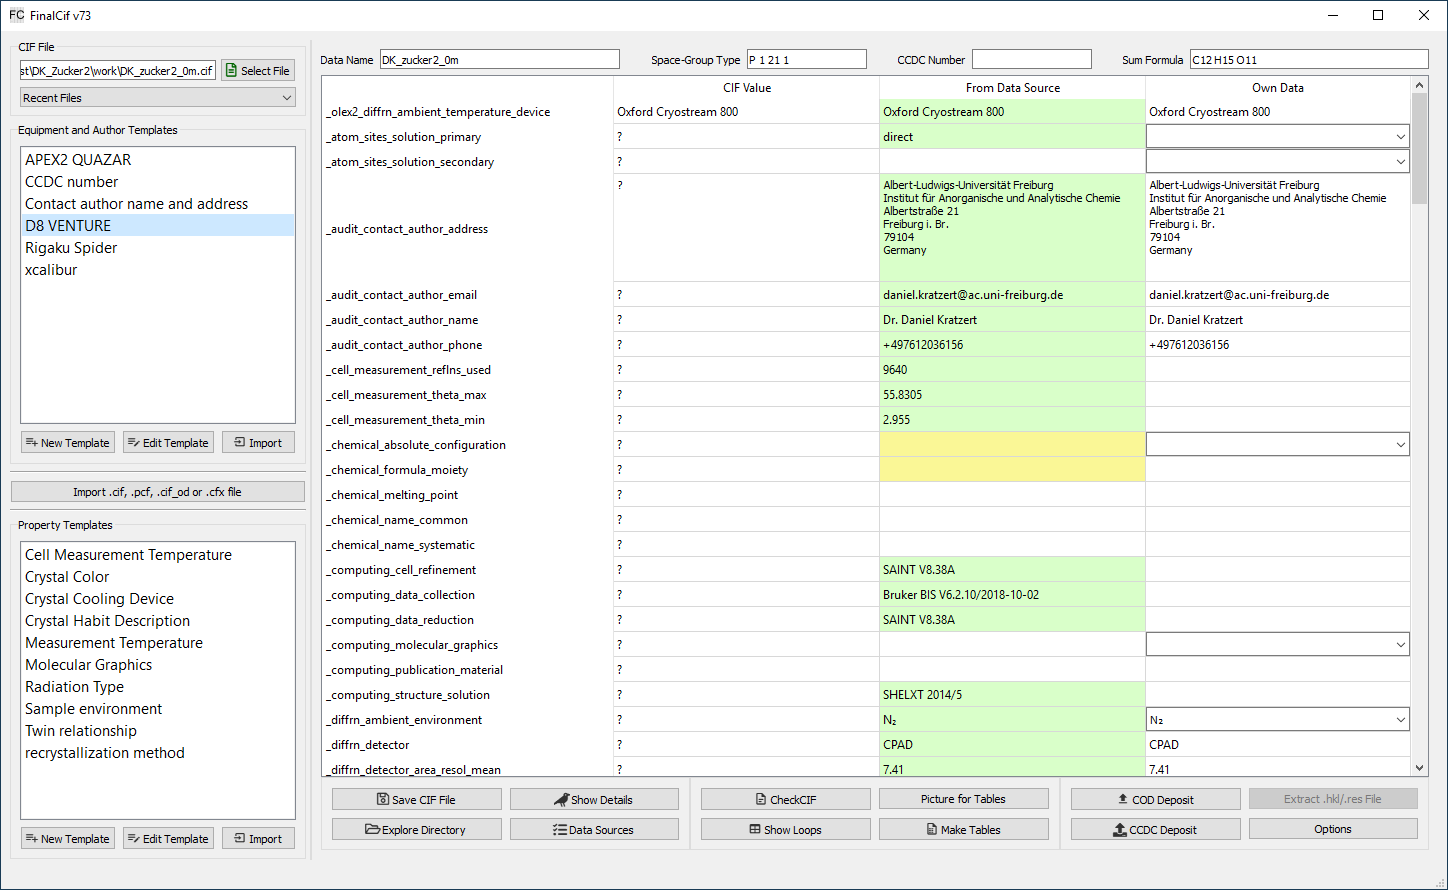 FC FinalCif v73
CIF File
st\DK_Zucker2\work\DK_zucker2_0m.cif
Select File
Recent Files
Equipment and Author Templates
APEX2 QUAZAR
CCDC number
Contact author name and address
D8 VENTURE
Rigaku Spider
xcalibur
New Template
Edit Template
Import
Import .cif, .pcf, .cif_od or .cfx file
Property Templates
Cell Measurement Temperature
Crystal Color
Crystal Cooling Device
Crystal Habit Description
Measurement Temperature
Molecular Graphics
Radiation Type
Sample environment
Twin relationship
recrystallization method
New Template
Edit Template
Import
Data Name DK_zucker2_0m Space-Group Type P 1 21 1 CCDC Number Sum Formula C12 H15 O11
CIF Value From Data Source Own Data
_olex2_diffrn_ambient_temperature_device Oxford Cryostream 800 Oxford Cryostream 800 Oxford Cryostream 800
_atom_sites_solution_primary ? direct
_atom_sites_solution_secondary ?
_audit_contact_author_address ?
Albert-Ludwigs-Universität Freiburg
Institut für Anorganische und Analytische Chemie
Albertstraße 21
Freiburg i. Br.
79104
Germany
Albert-Ludwigs-Universität Freiburg
Institut für Anorganische und Analytische Chemie
Albertstraße 21
Freiburg i. Br.
79104
Germany
_audit_contact_author_email ? daniel.kratzert@ac.uni-freiburg.de daniel.kratzert@ac.uni-freiburg.de
_audit_contact_author_name ? Dr. Daniel Kratzert Dr. Daniel Kratzert
_audit_contact_author_phone ? +497612036156 +497612036156
_cell_measurement_reflns_used ? 9640
_cell_measurement_theta_max ? 55.8305
_cell_measurement_theta_min ? 2.955
_chemical_absolute_configuration ?
_chemical_formula_moiety ?
_chemical_melting_point ?
_chemical_name_common ?
_chemical_name_systematic ?
_computing_cell_refinement ? SAINT V8.38A
_computing_data_collection ? Bruker BIS V6.2.10/2018-10-02
_computing_data_reduction ? SAINT V8.38A
_computing_molecular_graphics ?
_computing_publication_material ?
_computing_structure_solution ? SHELXT 2014/5
_diffrn_ambient_environment ? N₂ N₂
_diffrn_detector ? CPAD CPAD
_diffrn_detector_area_resol_mean ? 7.41 7.41
Save CIF File
Show Details
CheckCIF
Picture for Tables
COD Deposit
Extract .hkl/.res File
Explore Directory
Data Sources
Show Loops
Make Tables
CCDC Deposit
Options